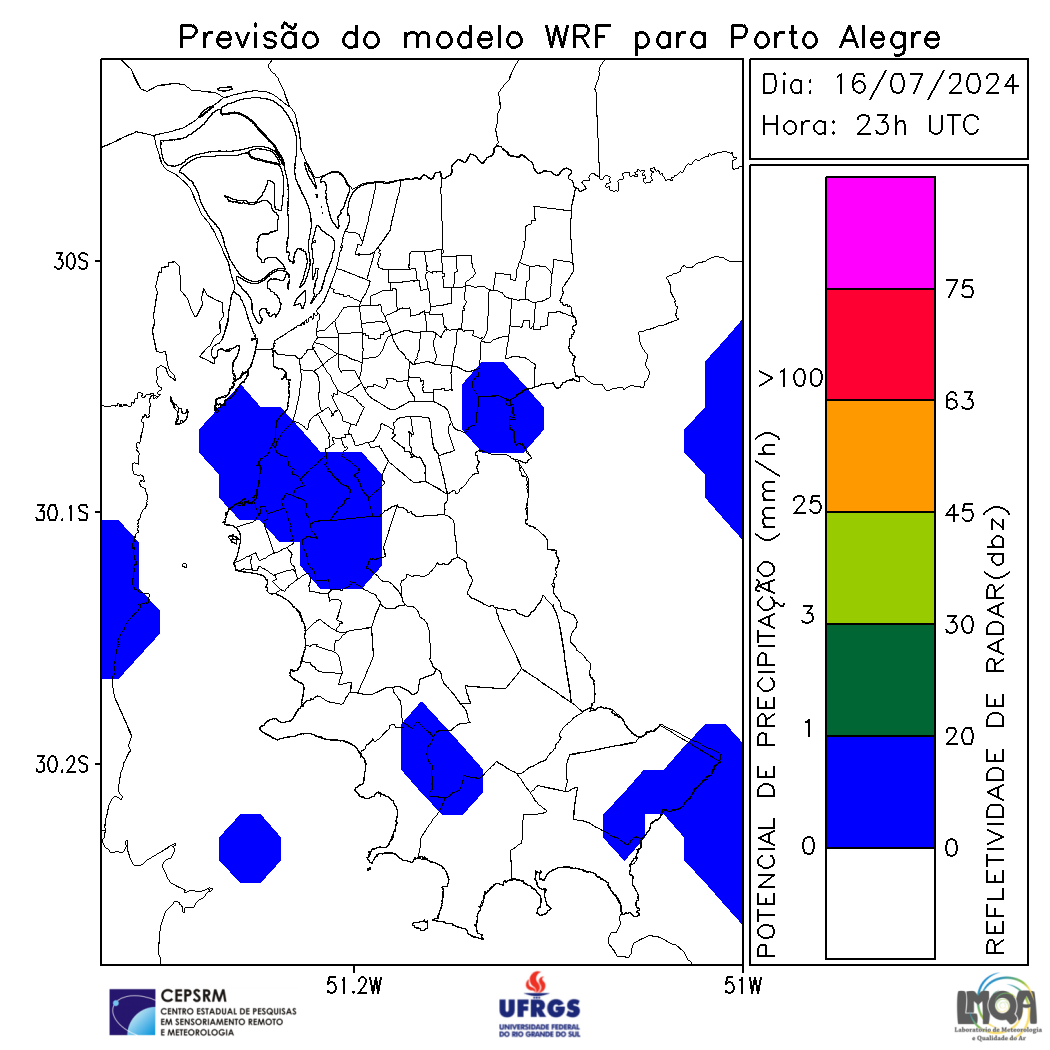 Previsão do modelo WRF para Porto Alegre
Dia: 16/07/2024
Hora: 23h UTC
30S
30.1S
30.2S
51.2W
51W
POTENCIAL DE PRECIPITAÇÃO (mm/h)
>100
25
3
1
0
75
63
45
30
20
0
REFLETIVIDADE DE RADAR(dbz)
CEPSRM
CENTRO ESTADUAL DE PESQUISAS
EM SENSORIAMENTO REMOTO
E METEOROLOGIA
UFRGS
UNIVERSIDADE FEDERAL
DO RIO GRANDE DO SUL
LMQA
Laboratório de Meteorologia
e Qualidade do Ar